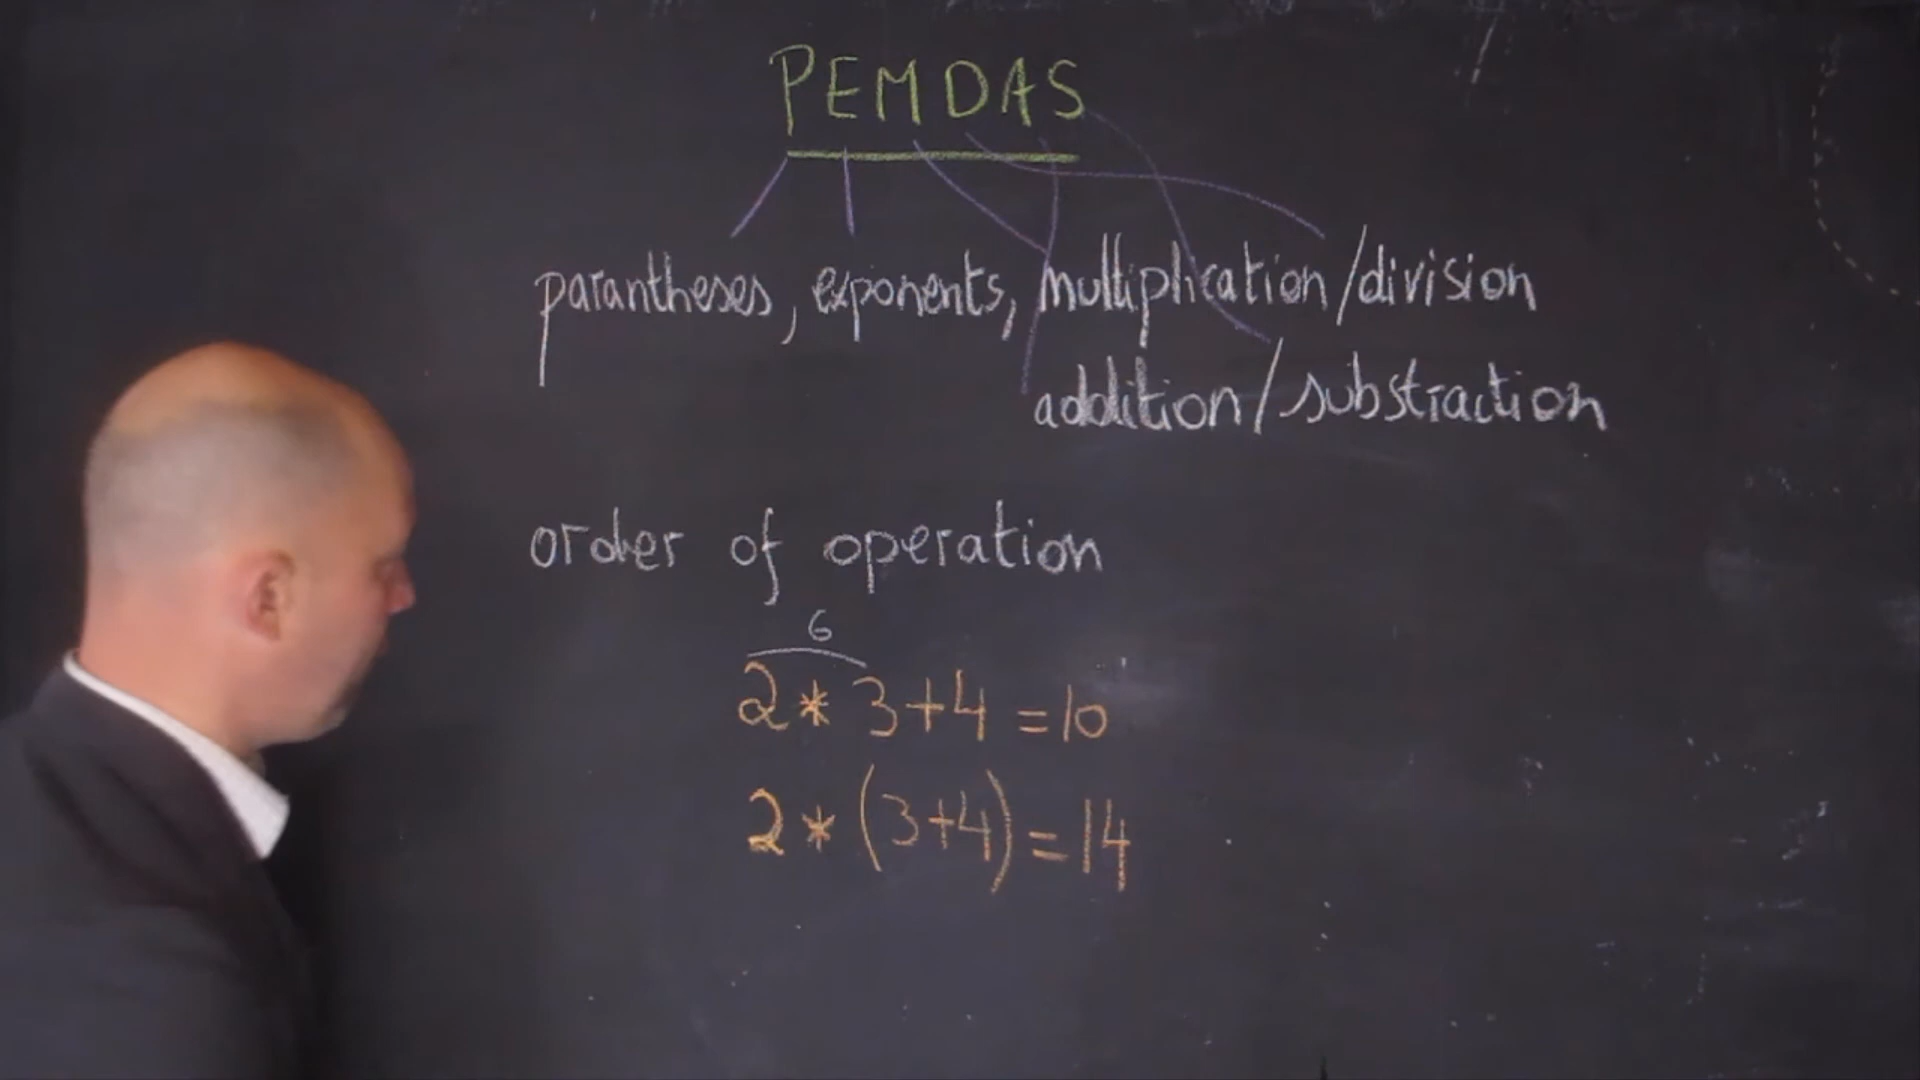 PEMDAS
parantheses, exponents, multiplication/division
addition/substraction
order of operation
6
2 * 3+4 =10
2 * (3+4) = 14